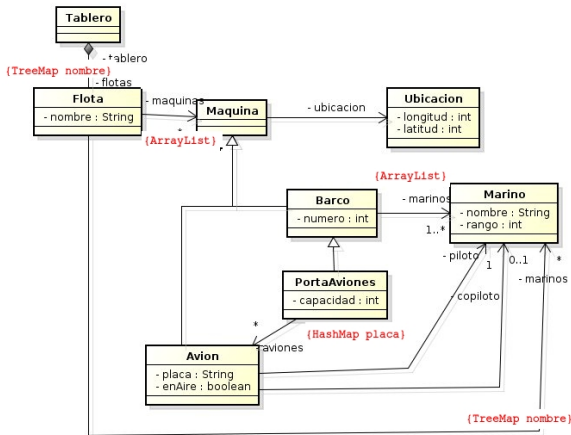 Tablero
- tablero
{TreeMap nombre}
- flotas
Flota
- nombre : String
- maquinas
*
{ArrayList}
Maquina
- ubicacion
Ubicacion
- longitud : int
- latitud : int
{ArrayList}
Barco
- numero : int
- marinos
1..*
Marino
- nombre : String
- rango : int
- piloto
1
0..1
*
- marinos
- copiloto
PortaAviones
- capacidad : int
{HashMap placa}
*
- aviones
Avion
- placa : String
- enAire : boolean
{TreeMap nombre}